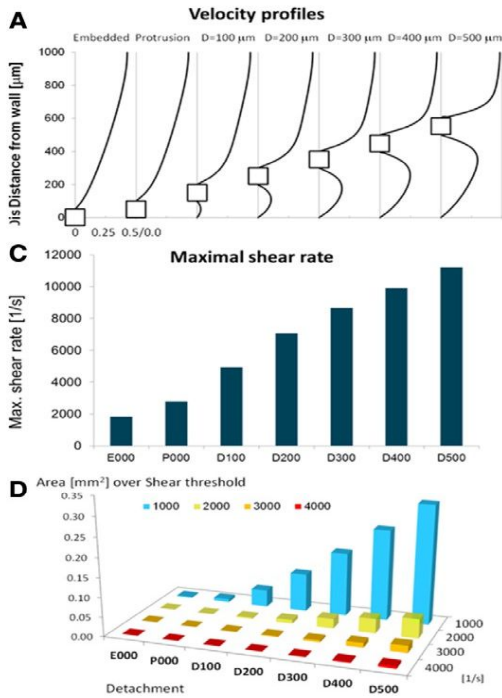 A
Velocity profiles
Embedded Protrusion D=100 μm D=200 μm D=300 μm D=400 μm D=500 μm
Distance from wall [μm]
1000
800
600
400
200
0
0 0.25 0.5/0.0
C
Maximal shear rate
Max. shear rate [1/s]
12000
10000
8000
6000
4000
2000
0
E000 P000 D100 D200 D300 D400 D500
D
Area [mm²] over Shear threshold
1000 2000 3000 4000
0.35
0.30
0.25
0.20
0.15
0.10
0.05
0.00
E000 P000 D100 D200 D300 D400 D500
1000
2000
3000
4000
[1/s]
Detachment